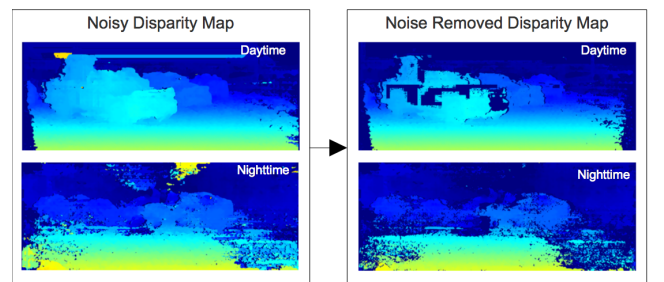 Noisy Disparity Map
Daytime
Nighttime
Noise Removed Disparity Map
Daytime
Nighttime